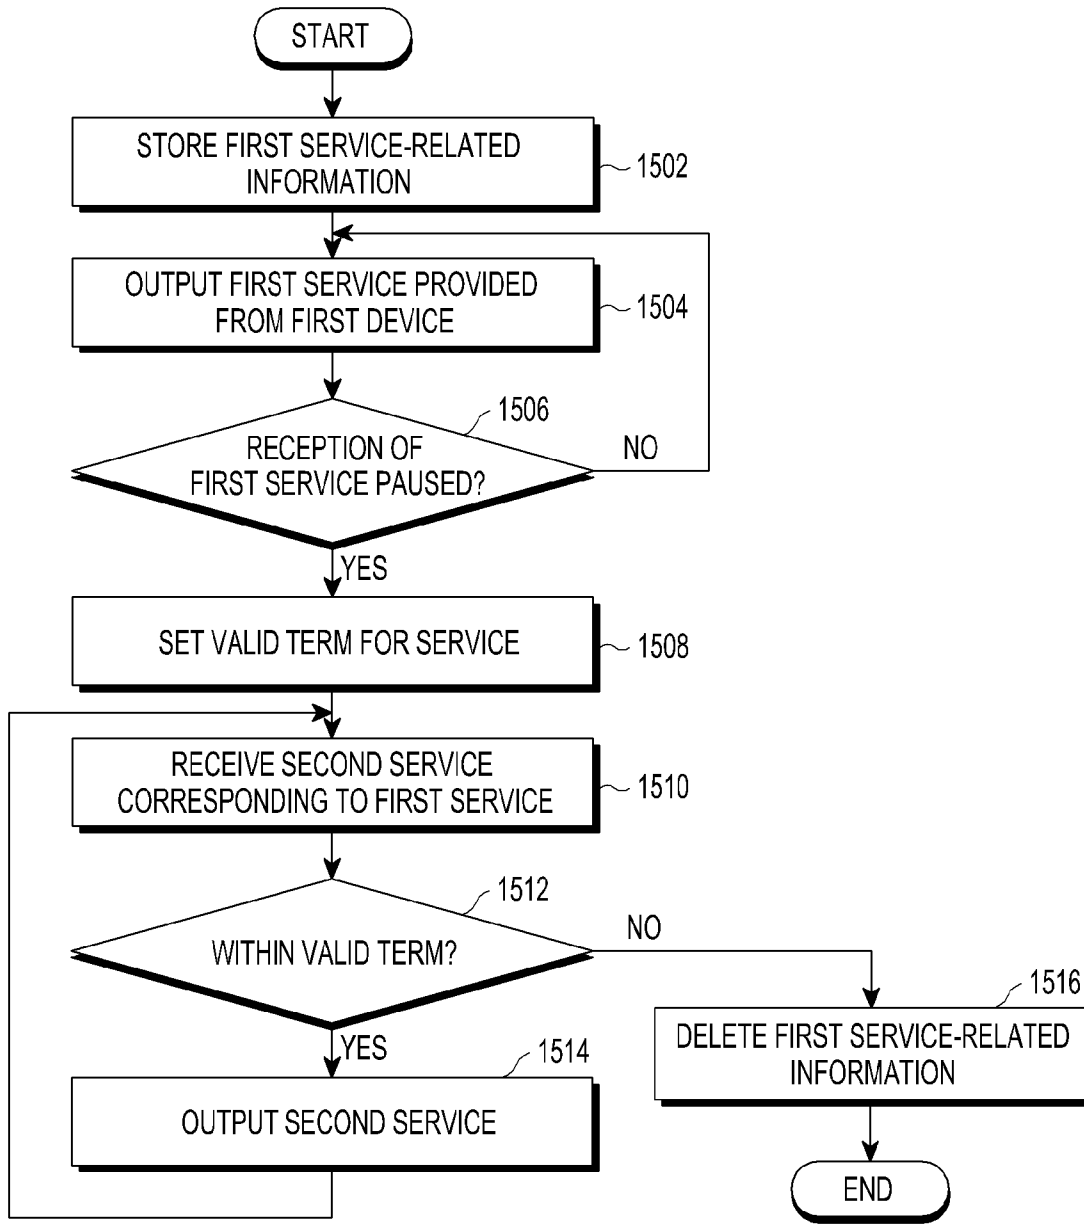 START
STORE FIRST SERVICE-RELATED
INFORMATION
1502
OUTPUT FIRST SERVICE PROVIDED
FROM FIRST DEVICE
1504
1506
RECEPTION OF
FIRST SERVICE PAUSED?
NO
YES
SET VALID TERM FOR SERVICE
1508
RECEIVE SECOND SERVICE
CORRESPONDING TO FIRST SERVICE
1510
1512
WITHIN VALID TERM?
NO
YES
1514
OUTPUT SECOND SERVICE
1516
DELETE FIRST SERVICE-RELATED
INFORMATION
END